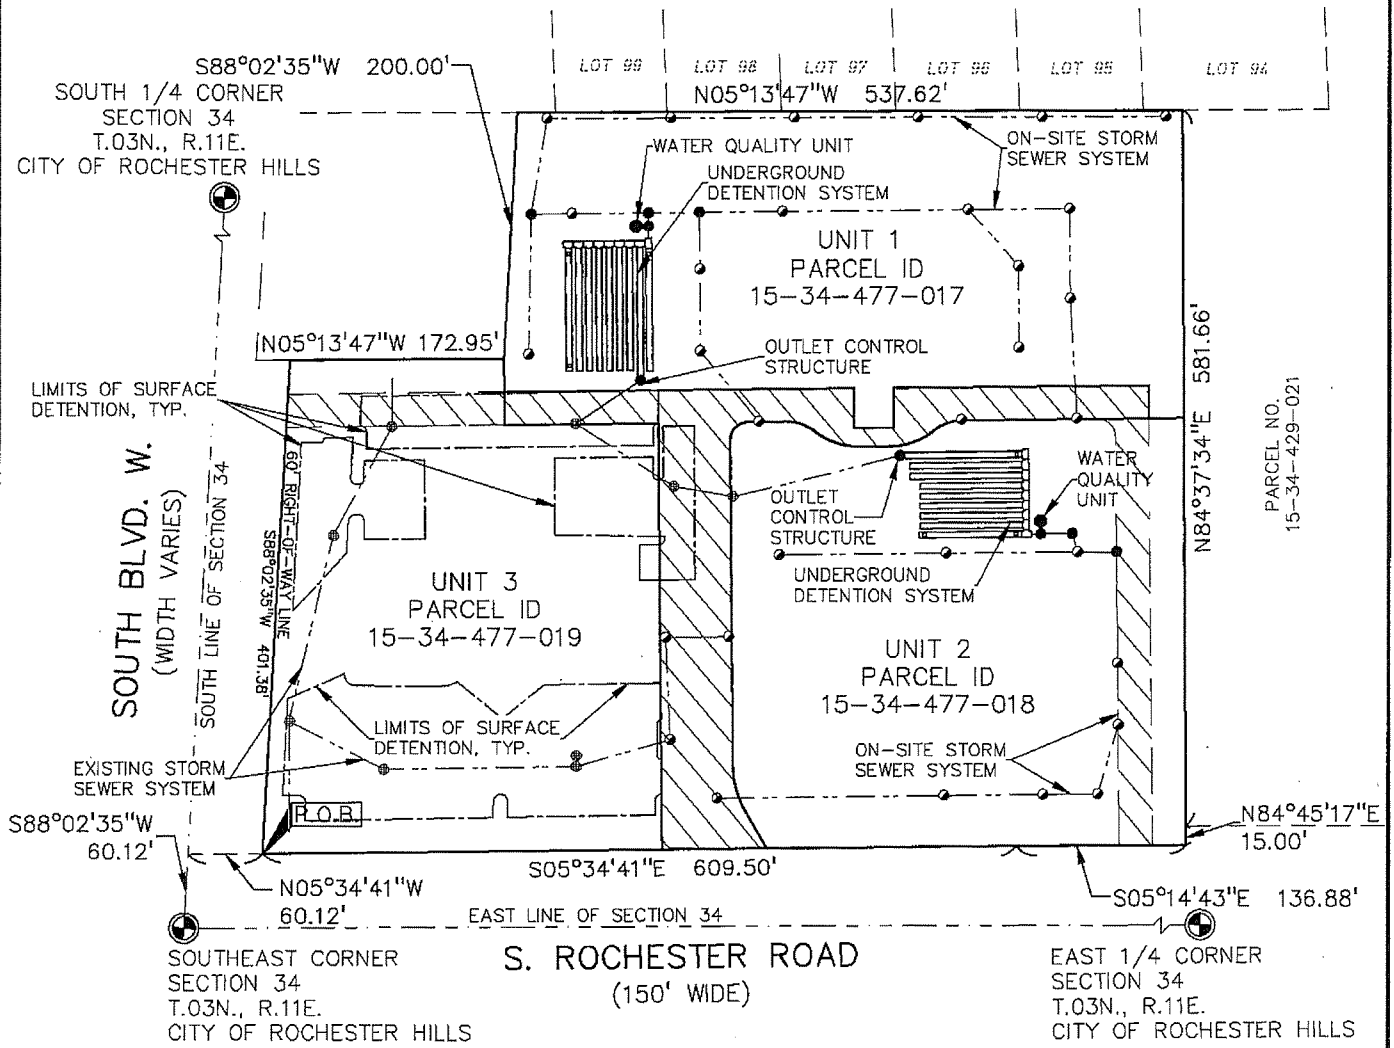 S88°02'35"W 200.00'
SOUTH 1/4 CORNER
SECTION 34
T.03N., R.11E.
CITY OF ROCHESTER HILLS
LOT 99
LOT 98
LOT 97
LOT 96
LOT 95
LOT 94
N05°13'47"W 537.62'
WATER QUALITY UNIT
UNDERGROUND
DETENTION SYSTEM
ON-SITE STORM
SEWER SYSTEM
UNIT 1
PARCEL ID
15-34-477-017
N05°13'47"W 172.95'
OUTLET CONTROL
STRUCTURE
LIMITS OF SURFACE
DETENTION, TYP.
N84°37'34"E 581.66'
PARCEL NO.
15-34-429-021
SOUTH BLVD. W.
(WIDTH VARIES)
SOUTH LINE OF SECTION 34
60' RIGHT-OF-WAY LINE
S88°02'35"W 401.38'
WATER
QUALITY
UNIT
OUTLET
CONTROL
STRUCTURE
UNDERGROUND
DETENTION SYSTEM
UNIT 3
PARCEL ID
15-34-477-019
UNIT 2
PARCEL ID
15-34-477-018
LIMITS OF SURFACE
DETENTION, TYP.
ON-SITE STORM
SEWER SYSTEM
EXISTING STORM
SEWER SYSTEM
P.O.B.
S88°02'35"W
60.12'
N84°45'17"E
15.00'
S05°34'41"E 609.50'
N05°34'41"W
60.12'
S05°14'43"E 136.88'
EAST LINE OF SECTION 34
S. ROCHESTER ROAD
(150' WIDE)
SOUTHEAST CORNER
SECTION 34
T.03N., R.11E.
CITY OF ROCHESTER HILLS
EAST 1/4 CORNER
SECTION 34
T.03N., R.11E.
CITY OF ROCHESTER HILLS